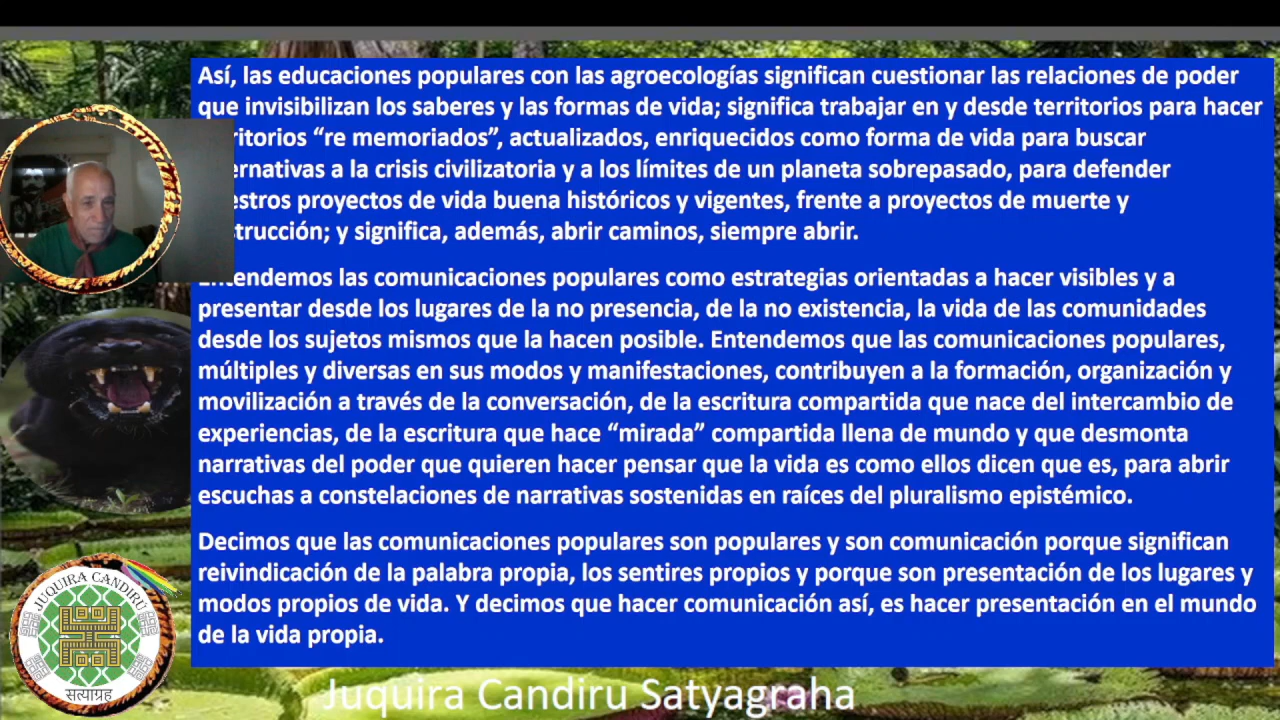 Así, las educaciones populares con las agroecologías significan cuestionar las relaciones de poder
que invisibilizan los saberes y las formas de vida; significa trabajar en y desde territorios para hacer
“re memoriados”, actualizados, enriquecidos como forma de vida para buscar
a la crisis civilizatoria y a los límites de un planeta sobrepasado, para defender
proyectos de vida buena históricos y vigentes, frente a proyectos de muerte y
y significa, además, abrir caminos, siempre abrir.
Entendemos las comunicaciones populares como estrategias orientadas a hacer visibles y a
presentar desde los lugares de la no presencia, de la no existencia, la vida de las comunidades
desde los sujetos mismos que la hacen posible. Entendemos que las comunicaciones populares,
múltiples y diversas en sus modos y manifestaciones, contribuyen a la formación, organización y
movilización a través de la conversación, de la escritura compartida que nace del intercambio de
experiencias, de la escritura que hace “mirada” compartida llena de mundo y que desmonta
narrativas del poder que quieren hacer pensar que la vida es como ellos dicen que es, para abrir
escuchas a constelaciones de narrativas sostenidas en raíces del pluralismo epistémico.
Decimos que las comunicaciones populares son populares y son comunicación porque significan
reivindicación de la palabra propia, los sentires propios y porque son presentación de los lugares y
modos propios de vida. Y decimos que hacer comunicación así, es hacer presentación en el mundo
de la vida propia.
JUQUIRA CANDIRU
सत्याग्रह
Juquira Candiru Satyagraha